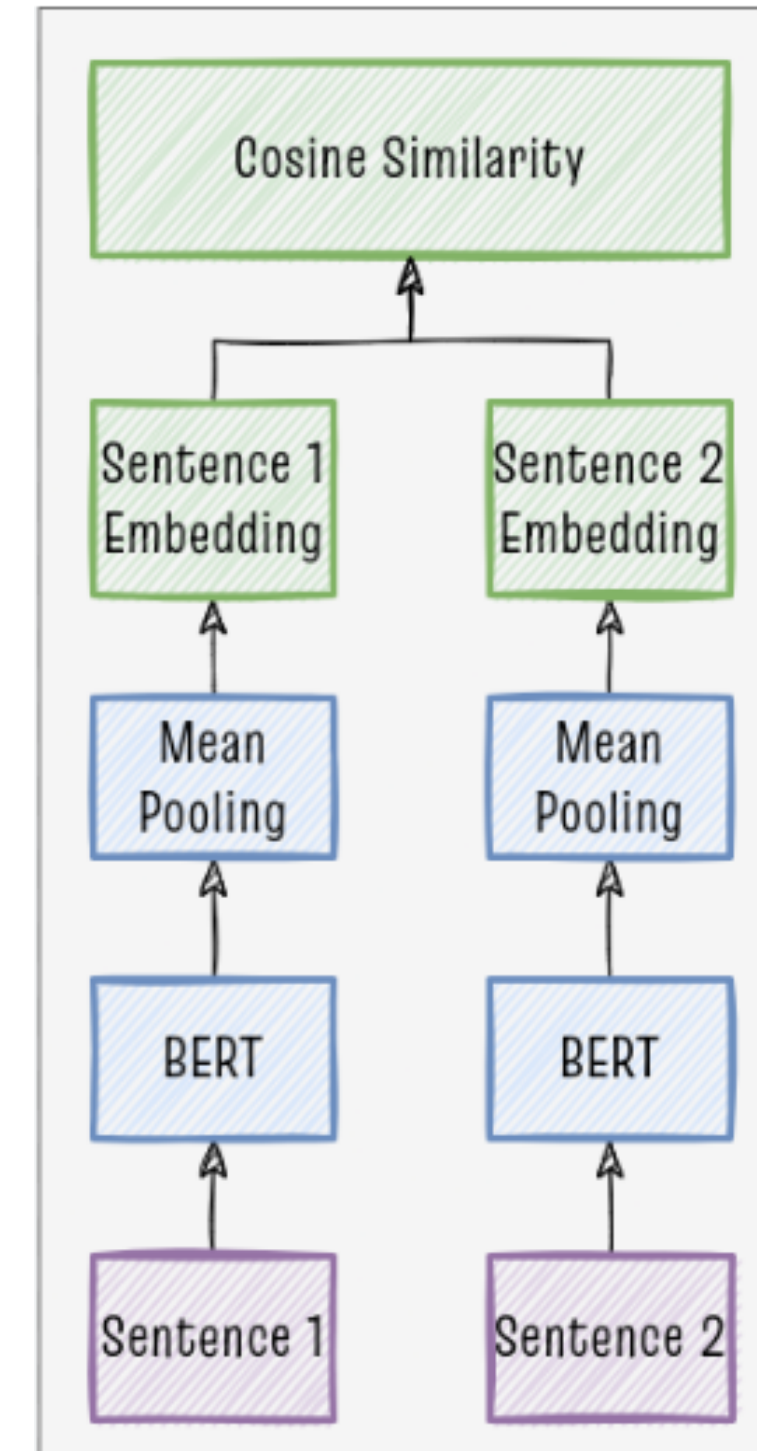 Cosine Similarity
Sentence 1
Embedding
Sentence 2
Embedding
Mean
Pooling
Mean
Pooling
BERT
BERT
Sentence 1
Sentence 2